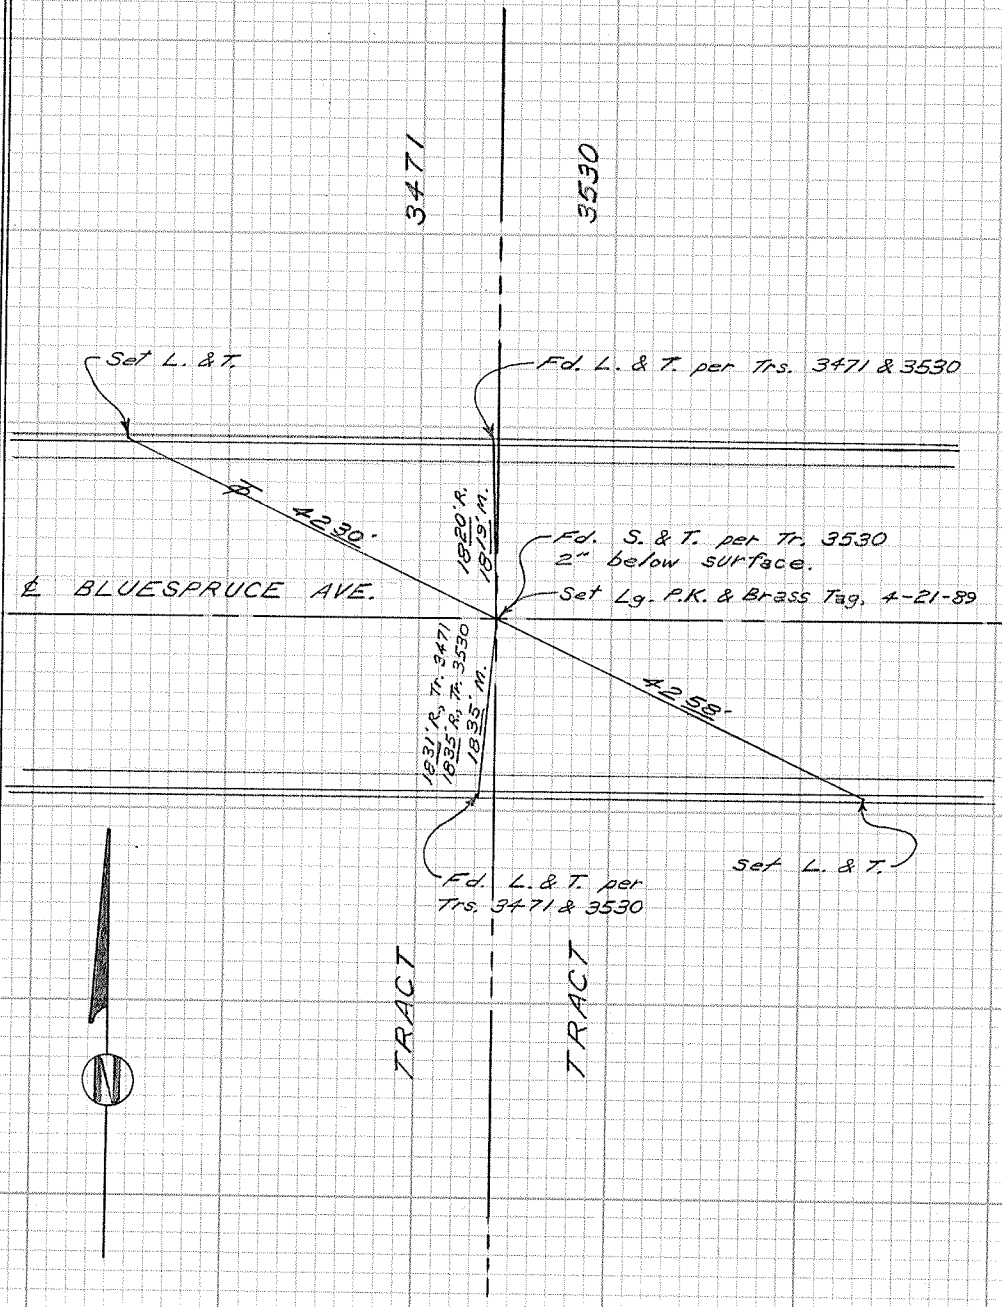 3471
3530
Set L. & T.
Fd. L. & T. per Trs. 3471 & 3530
42 30'
18 20' R.
18 19' M.
Fd. S. & T. per Tr. 3530
2" below surface.
Set Lg. P.K. & Brass Tag, 4-21-89
℄ BLUESPRUCE AVE.
18 31' R., Tr. 3471
18 35' R., Tr. 3530
18 35' M.
42 58'
Set L. & T.
Fd. L. & T. per
Trs. 3471 & 3530
TRACT
TRACT
N